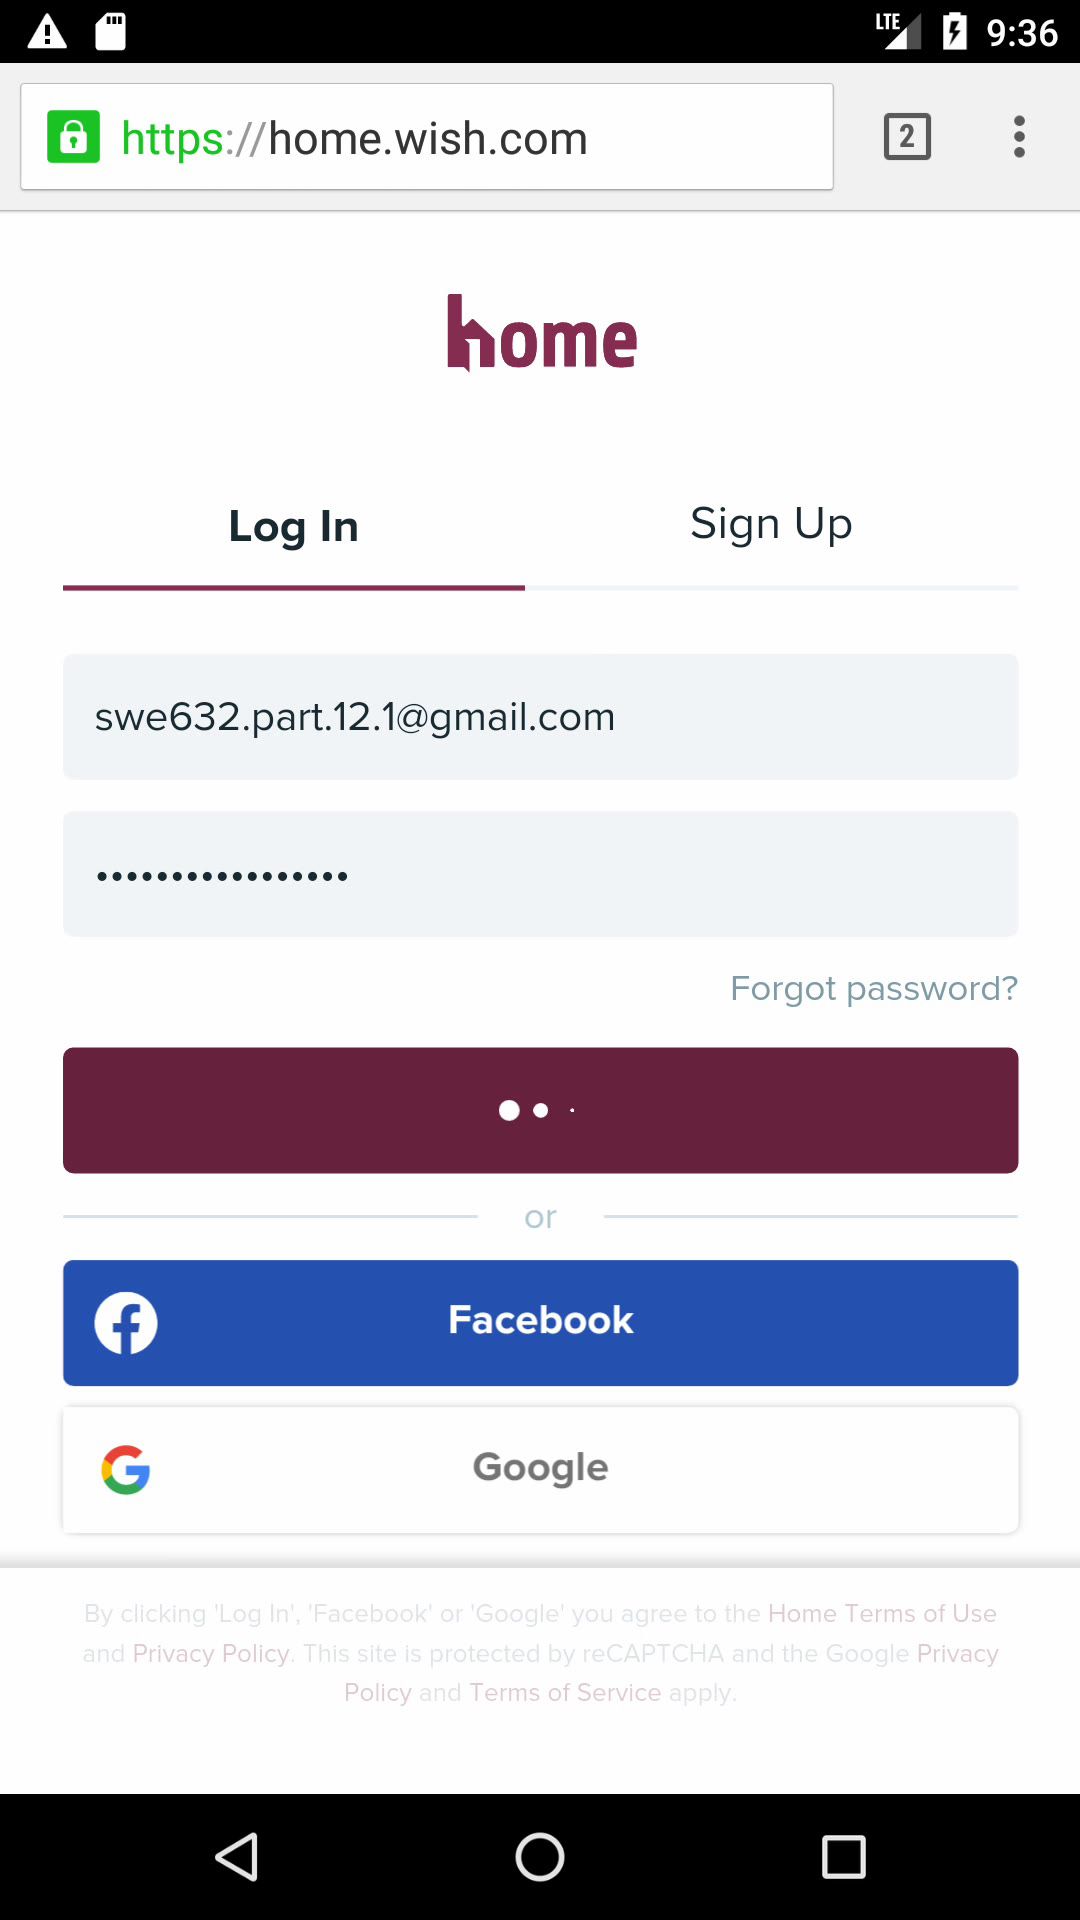 LTE 9:36
https://home.wish.com 2
home
Log In Sign Up
swe632.part.12.1@gmail.com
•••••••••••••••••
Forgot password?
or
Facebook
Google
By clicking 'Log In', 'Facebook' or 'Google' you agree to the Home Terms of Use
and Privacy Policy. This site is protected by reCAPTCHA and the Google Privacy
Policy and Terms of Service apply.